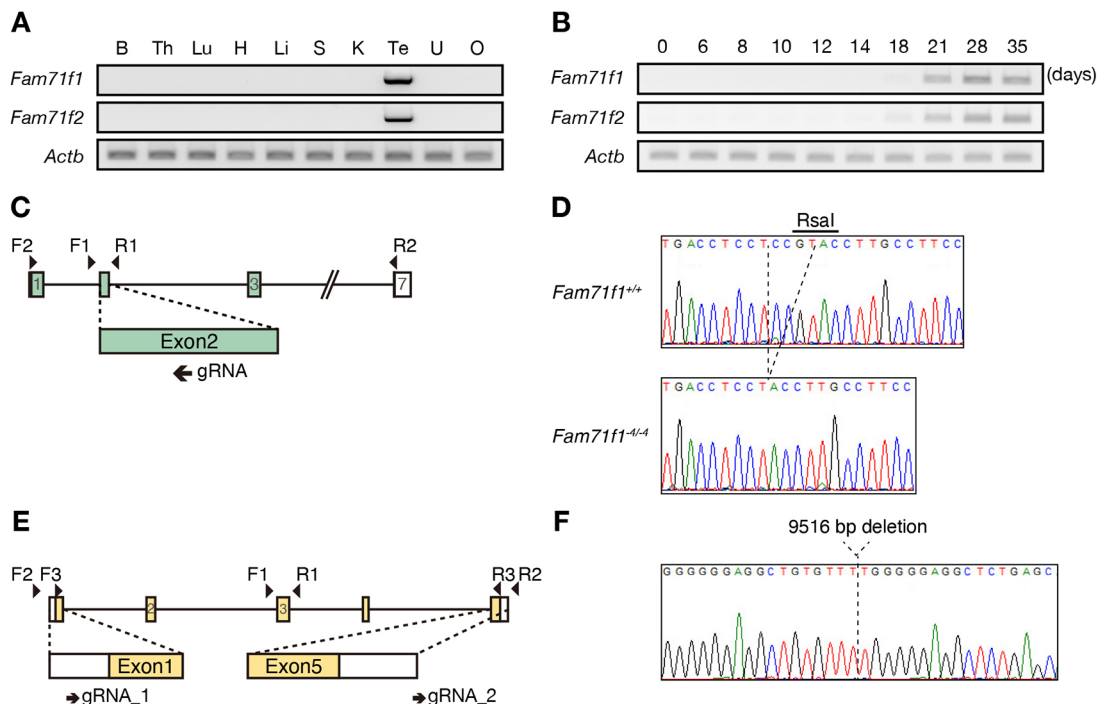 A
B Th Lu H Li S K Te U O
Fam71f1
Fam71f2
Actb
B
0 6 8 10 12 14 18 21 28 35
(days)
Fam71f1
Fam71f2
Actb
C
F2 F1 R1 R2
1 3 7
Exon2
gRNA
D
RsaI
TGACCTCCTCCGTACCTTGCCTTCC
Fam71f1+/+
TGACCTCCTACCTTGCCTTCC
Fam71f1-4/-4
E
F2 F3 F1 R1 R3 R2
2 3
Exon1 Exon5
gRNA_1 gRNA_2
F
9516 bp deletion
GGGGGGAGGCTGTGTTTTGGGGGAGGCTCTGAGC